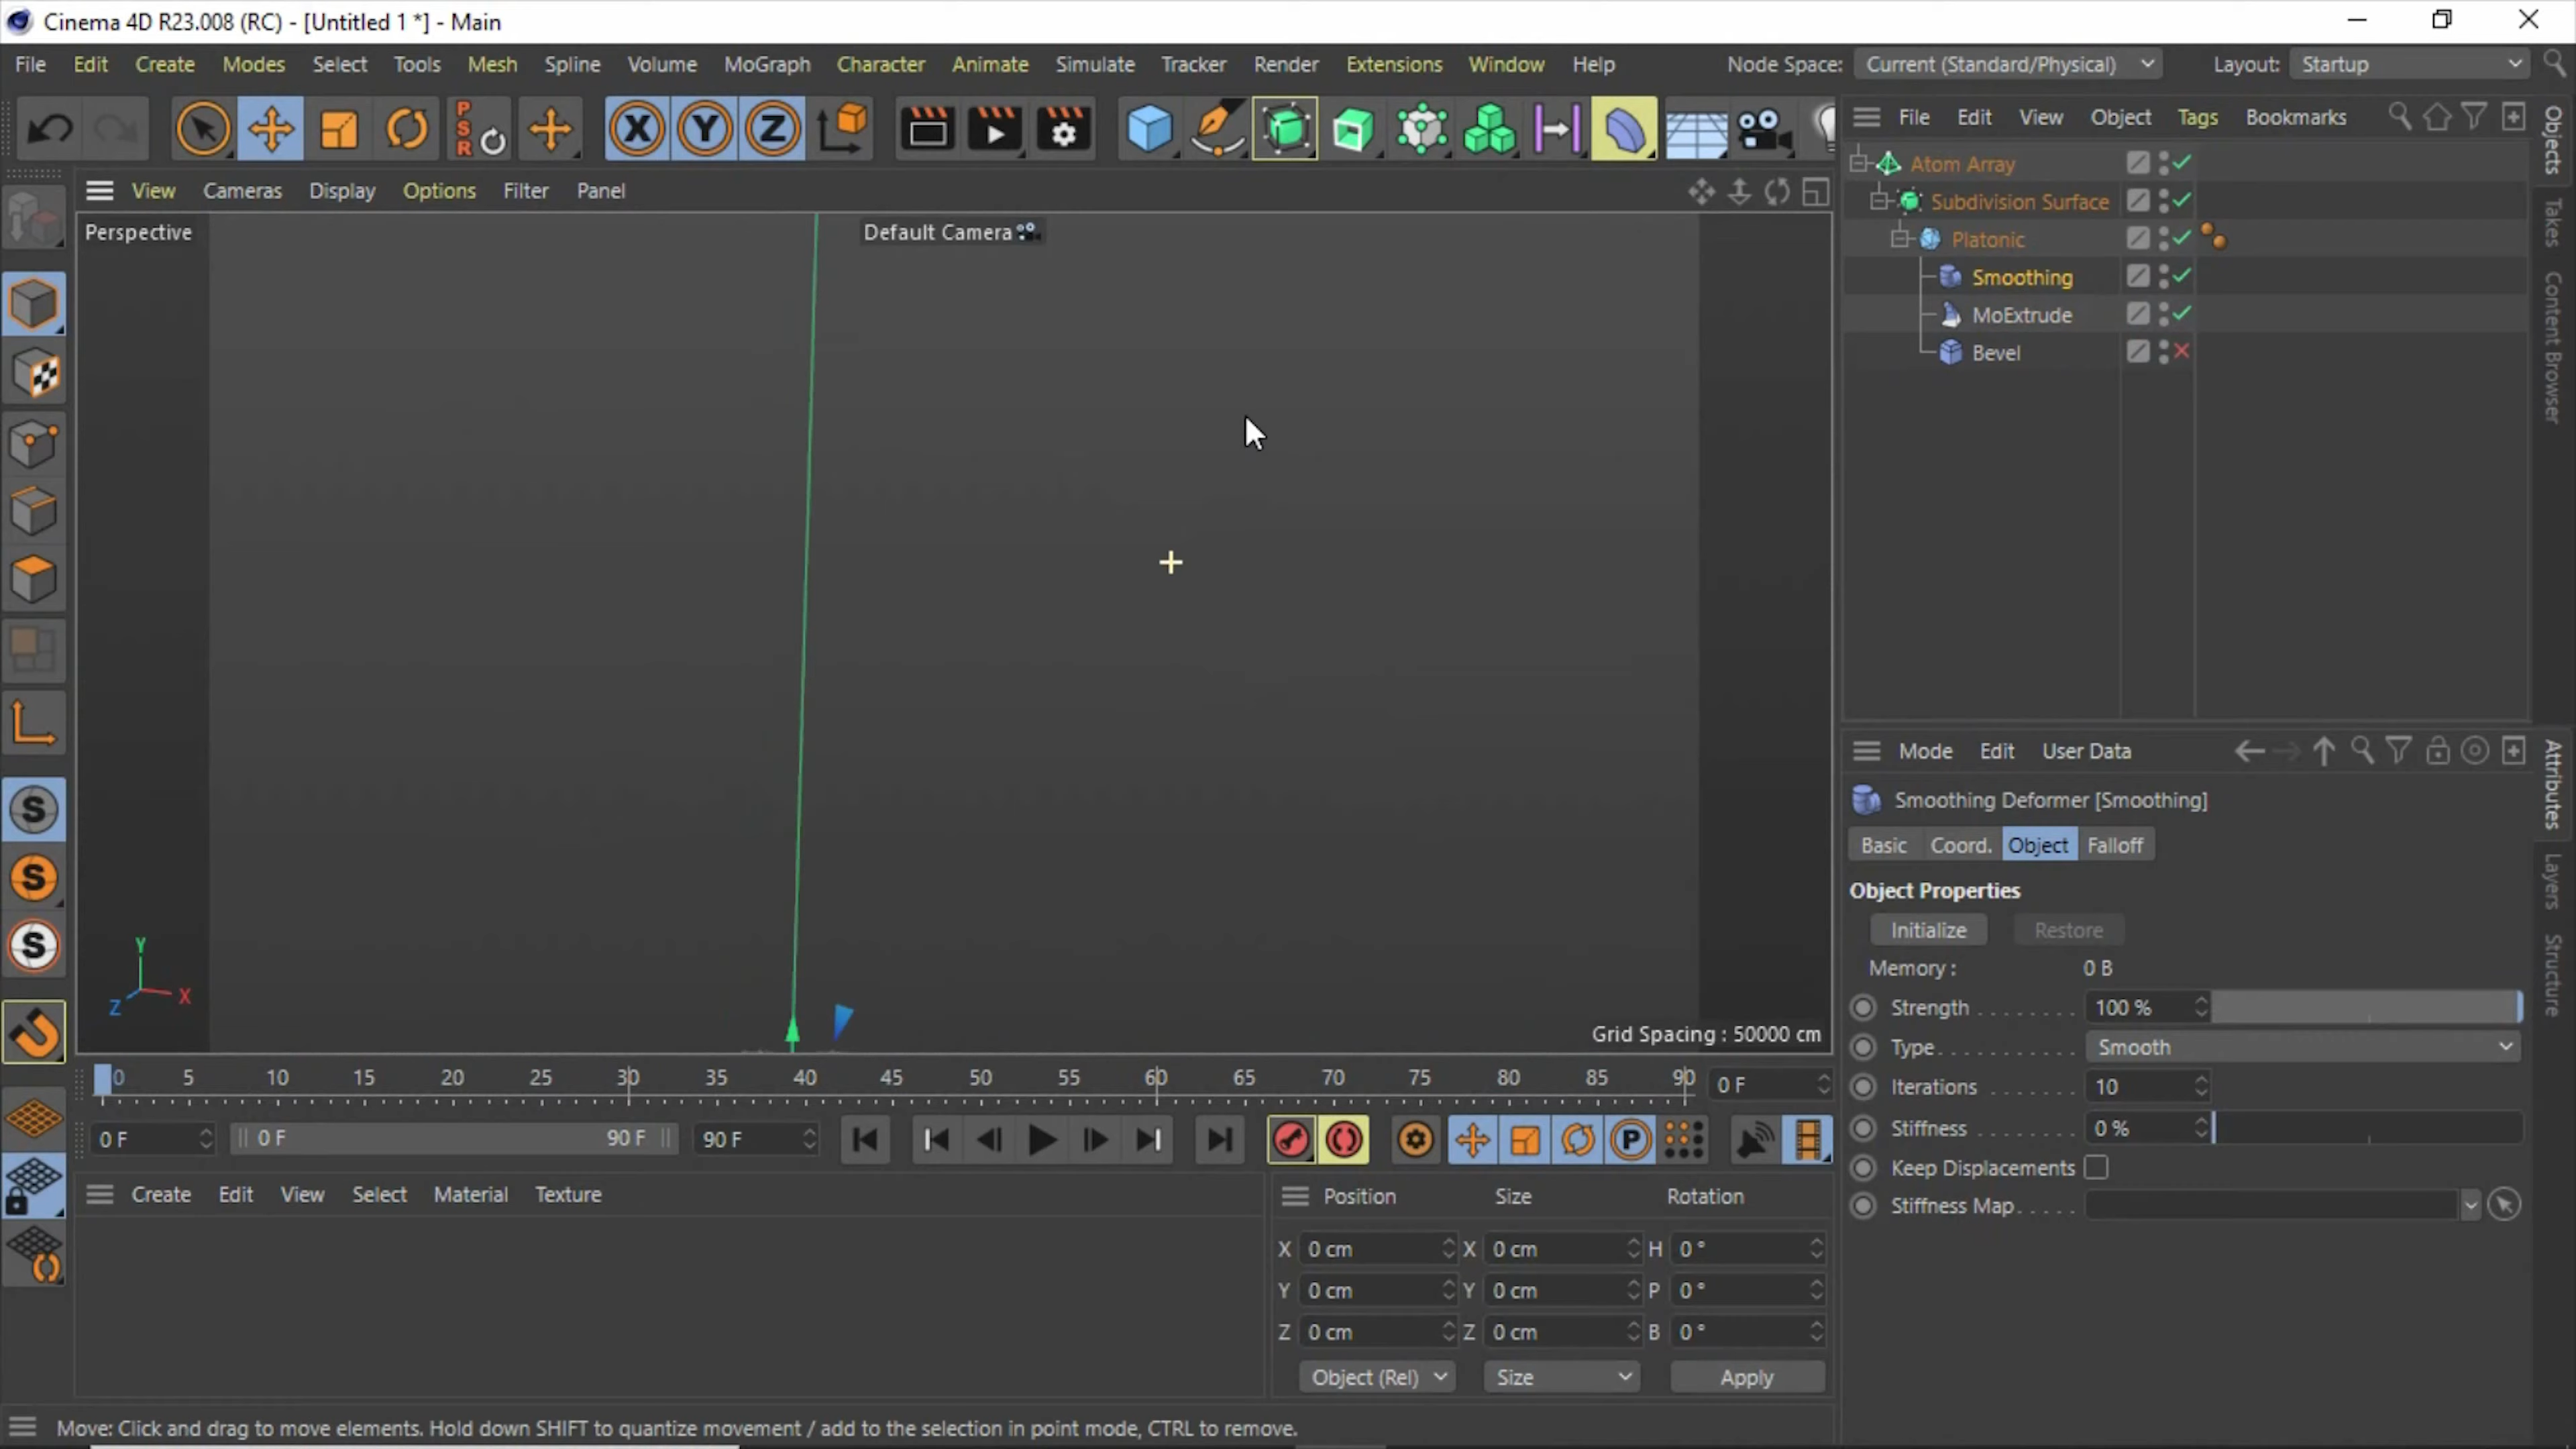 Cinema 4D R23.008 (RC) - [Untitled 1 *] - Main
File Edit Create Modes Select Tools Mesh Spline Volume MoGraph Character Animate Simulate Tracker Render Extensions Window Help Node Space: Current (Standard/Physical) Layout: Startup
P
S
R
X Y Z
File Edit View Object Tags Bookmarks
View Cameras Display Options Filter Panel
Perspective
Default Camera
Atom Array
Subdivision Surface
Platonic
Smoothing
MoExtrude
Bevel
Objects
Takes
Content Browser
S
S
S
Y
X
Z
Grid Spacing : 50000 cm
0 5 10 15 20 25 30 35 40 45 50 55 60 65 70 75 80 85 90 0 F
0 F 0 F 90 F 90 F
P
Create Edit View Select Material Texture
Position Size Rotation
X 0 cm X 0 cm H 0 °
Y 0 cm Y 0 cm P 0 °
Z 0 cm Z 0 cm B 0 °
Object (Rel) Size Apply
Mode Edit User Data
Smoothing Deformer [Smoothing]
Basic Coord. Object Falloff
Object Properties
Initialize Restore
Memory : 0 B
Strength . . . . . . . . 100 %
Type . . . . . . . . . . . Smooth
Iterations . . . . . . . 10
Stiffness . . . . . . . . 0 %
Keep Displacements
Stiffness Map . . . . .
Attributes
Layers
Structure
Move: Click and drag to move elements. Hold down SHIFT to quantize movement / add to the selection in point mode, CTRL to remove.